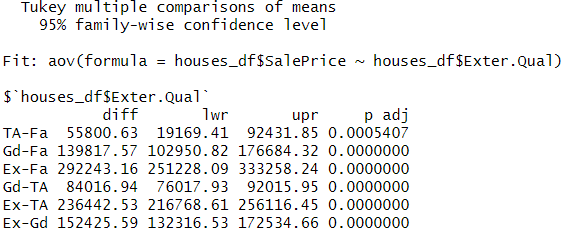 Tukey multiple comparisons of means
95% family-wise confidence level
Fit: aov(formula = houses_df$SalePrice ~ houses_df$Exter.Qual)
$`houses_df$Exter.Qual`
diff lwr upr p adj
TA-Fa 55800.63 19169.41 92431.85 0.0005407
Gd-Fa 139817.57 102950.82 176684.32 0.0000000
Ex-Fa 292243.16 251228.09 333258.24 0.0000000
Gd-TA 84016.94 76017.93 92015.95 0.0000000
Ex-TA 236442.53 216768.61 256116.45 0.0000000
Ex-Gd 152425.59 132316.53 172534.66 0.0000000